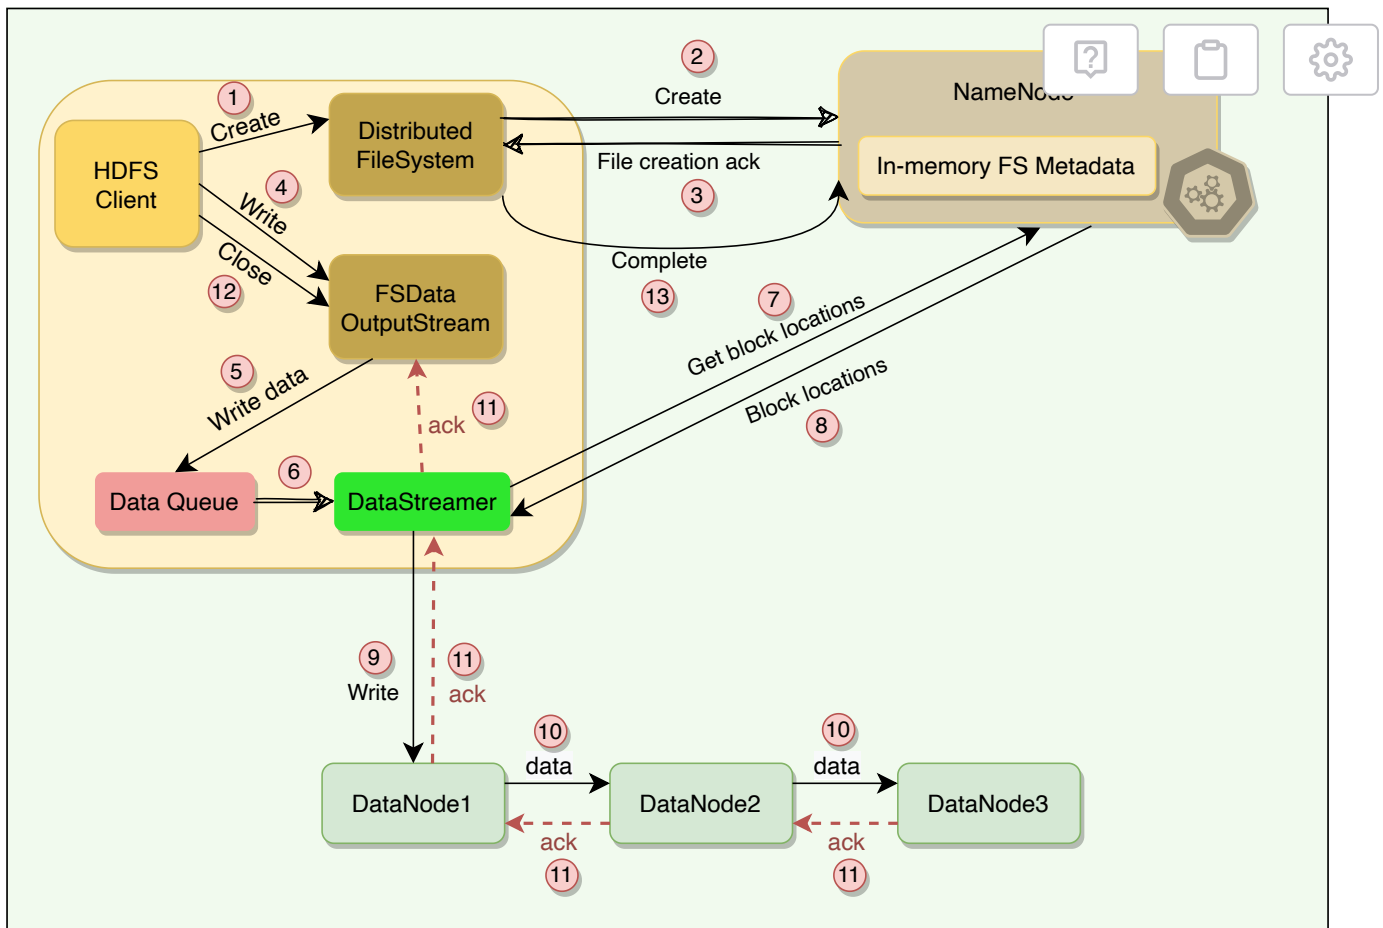 1
Create
2
Create
Distributed
FileSystem
HDFS
Client
NameNode
In-memory FS Metadata
File creation ack
3
4
Write
Close
12
Complete
13
FSData
OutputStream
7
Get block locations
Block locations
8
5
Write data
11
ack
6
Data Queue
DataStreamer
9
Write
11
ack
10
data
10
data
DataNode1
DataNode2
DataNode3
ack
11
ack
11